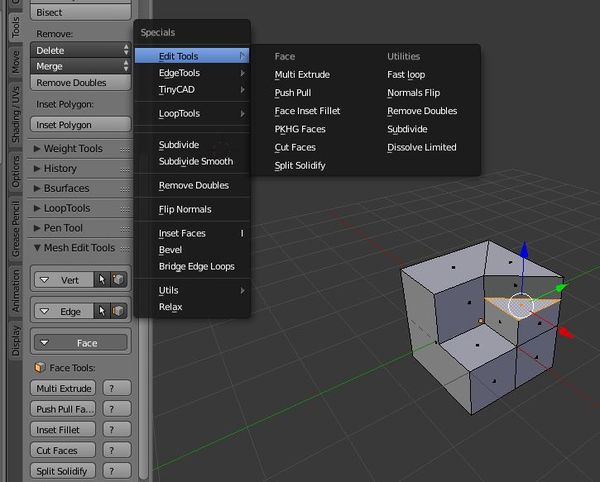 Bisect
Remove:
Delete
Merge
Remove Doubles
Inset Polygon:
Inset Polygon
Weight Tools
History
Bsurfaces
LoopTools
Pen Tool
Mesh Edit Tools
Vert
Edge
Face
Face Tools:
Multi Extrude ?
Push Pull Fa... ?
Inset Fillet ?
Cut Faces ?
Split Solidify ?
Tools
Move
Shading / UVs
Options
Grease Pencil
Animation
Display
Specials
Edit Tools
EdgeTools
TinyCAD
LoopTools
Subdivide
Subdivide Smooth
Remove Doubles
Flip Normals
Inset Faces I
Bevel
Bridge Edge Loops
Utils
Relax
Face
Multi Extrude
Push Pull
Face Inset Fillet
PKHG Faces
Cut Faces
Split Solidify
Utilities
Fast loop
Normals Flip
Remove Doubles
Subdivide
Dissolve Limited